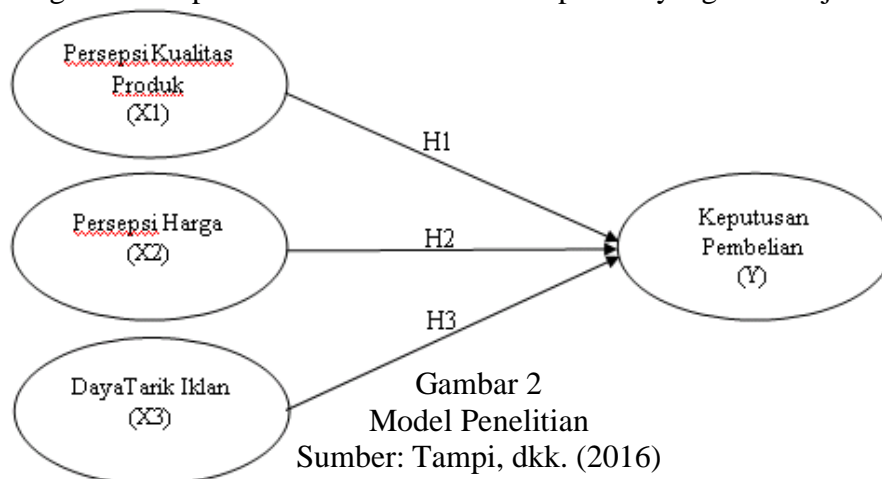 Persepsi Kualitas
Produk
(X1)
H1
Persepsi Harga
(X2)
H2
Keputusan
Pembelian
(Y)
H3
DayaTarik Iklan
(X3)
Gambar 2
Model Penelitian
Sumber: Tampi, dkk. (2016)